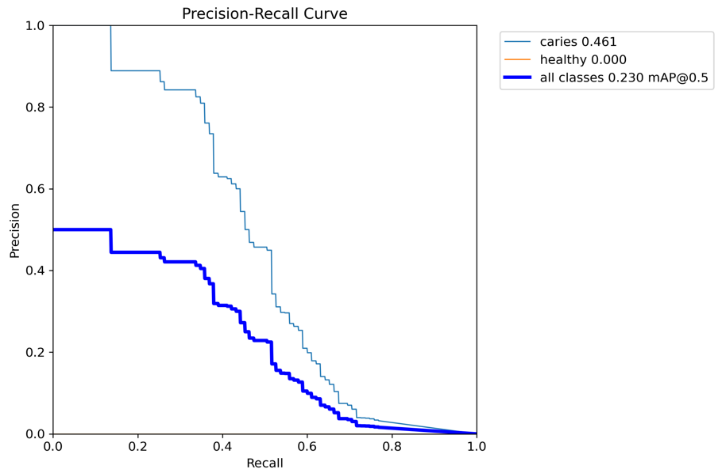 Precision-Recall Curve
caries 0.461
healthy 0.000
all classes 0.230 mAP@0.5
1.0
0.8
0.6
0.4
0.2
0.0
Precision
0.0 0.2 0.4 0.6 0.8 1.0
Recall